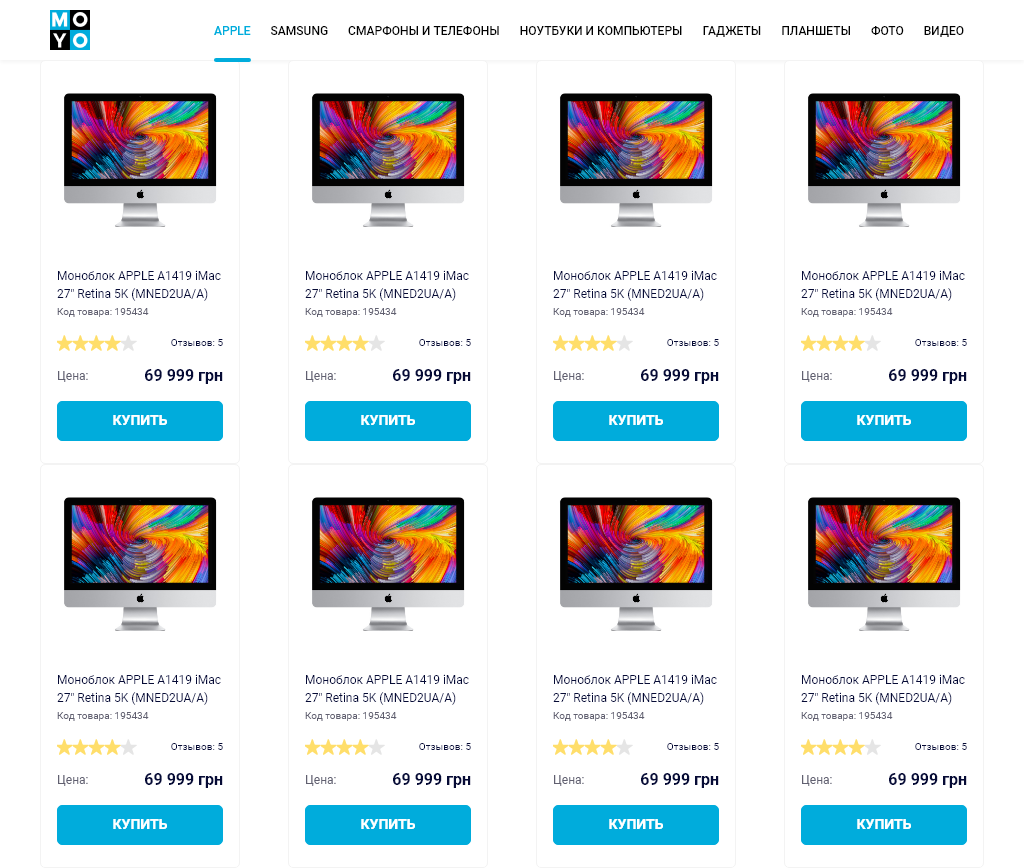 MO
YO
APPLE SAMSUNG СМАРФОНЫ И ТЕЛЕФОНЫ НОУТБУКИ И КОМПЬЮТЕРЫ ГАДЖЕТЫ ПЛАНШЕТЫ ФОТО ВИДЕО
Моноблок APPLE A1419 iMac
27" Retina 5K (MNED2UA/A)
Код товара: 195434
Отзывов: 5
Цена: 69 999 грн
КУПИТЬ
Моноблок APPLE A1419 iMac
27" Retina 5K (MNED2UA/A)
Код товара: 195434
Отзывов: 5
Цена: 69 999 грн
КУПИТЬ
Моноблок APPLE A1419 iMac
27" Retina 5K (MNED2UA/A)
Код товара: 195434
Отзывов: 5
Цена: 69 999 грн
КУПИТЬ
Моноблок APPLE A1419 iMac
27" Retina 5K (MNED2UA/A)
Код товара: 195434
Отзывов: 5
Цена: 69 999 грн
КУПИТЬ
Моноблок APPLE A1419 iMac
27" Retina 5K (MNED2UA/A)
Код товара: 195434
Отзывов: 5
Цена: 69 999 грн
КУПИТЬ
Моноблок APPLE A1419 iMac
27" Retina 5K (MNED2UA/A)
Код товара: 195434
Отзывов: 5
Цена: 69 999 грн
КУПИТЬ
Моноблок APPLE A1419 iMac
27" Retina 5K (MNED2UA/A)
Код товара: 195434
Отзывов: 5
Цена: 69 999 грн
КУПИТЬ
Моноблок APPLE A1419 iMac
27" Retina 5K (MNED2UA/A)
Код товара: 195434
Отзывов: 5
Цена: 69 999 грн
КУПИТЬ